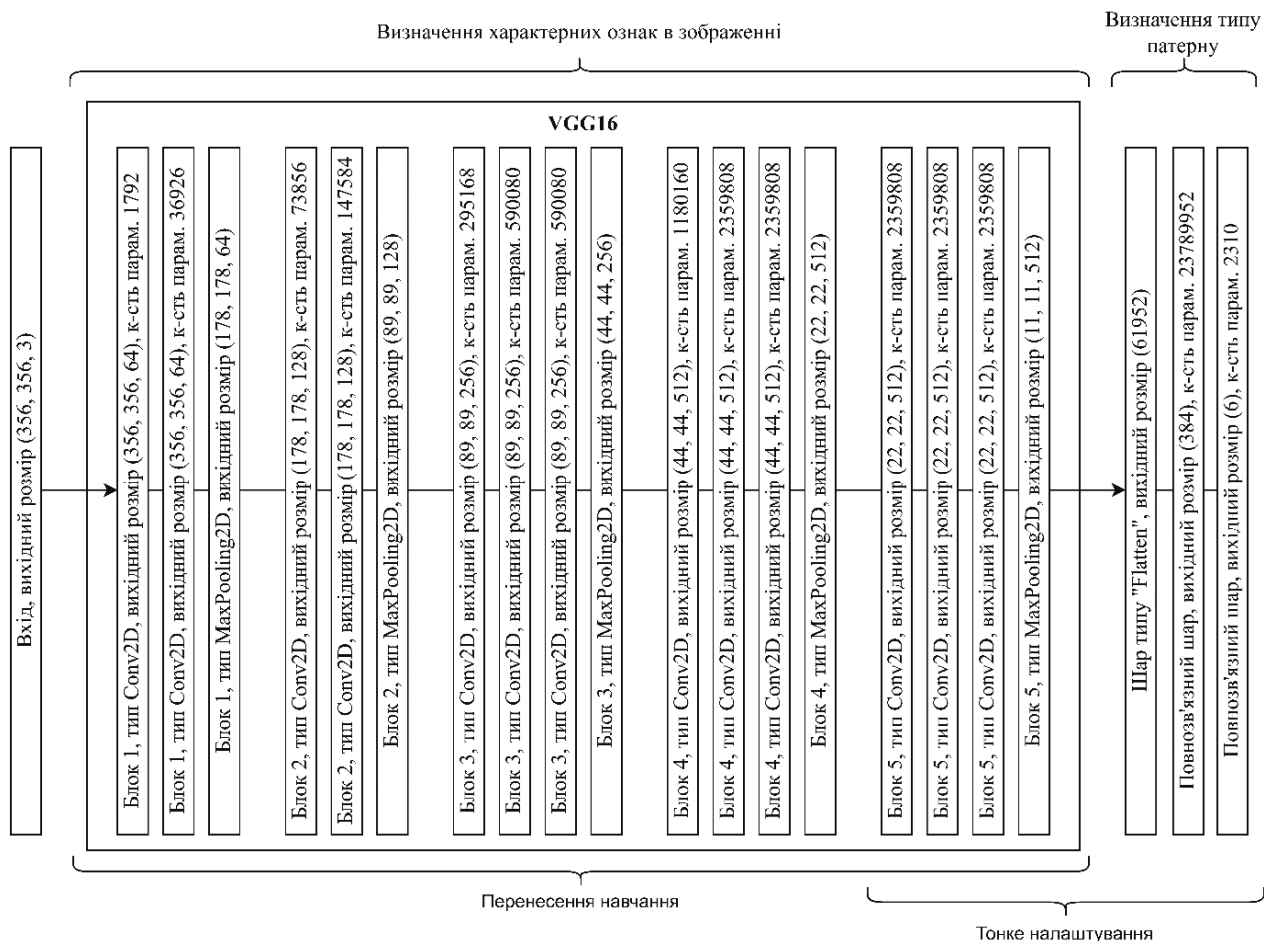 Визначення характерних ознак в зображенні
Визначення типу
патерну
VGG16
Вхід, вихідний розмір (356, 356, 3)
Блок 1, тип Conv2D, вихідний розмір (356, 356, 64), к-сть парам. 1792
Блок 1, тип Conv2D, вихідний розмір (356, 356, 64), к-сть парам. 36926
Блок 1, тип MaxPooling2D, вихідний розмір (178, 178, 64)
Блок 2, тип Conv2D, вихідний розмір (178, 178, 128), к-сть парам. 73856
Блок 2, тип Conv2D, вихідний розмір (178, 178, 128), к-сть парам. 147584
Блок 2, тип MaxPooling2D, вихідний розмір (89, 89, 128)
Блок 3, тип Conv2D, вихідний розмір (89, 89, 256), к-сть парам. 295168
Блок 3, тип Conv2D, вихідний розмір (89, 89, 256), к-сть парам. 590080
Блок 3, тип Conv2D, вихідний розмір (89, 89, 256), к-сть парам. 590080
Блок 3, тип MaxPooling2D, вихідний розмір (44, 44, 256)
Блок 4, тип Conv2D, вихідний розмір (44, 44, 512), к-сть парам. 1180160
Блок 4, тип Conv2D, вихідний розмір (44, 44, 512), к-сть парам. 2359808
Блок 4, тип Conv2D, вихідний розмір (44, 44, 512), к-сть парам. 2359808
Блок 4, тип MaxPooling2D, вихідний розмір (22, 22, 512)
Блок 5, тип Conv2D, вихідний розмір (22, 22, 512), к-сть парам. 2359808
Блок 5, тип Conv2D, вихідний розмір (22, 22, 512), к-сть парам. 2359808
Блок 5, тип Conv2D, вихідний розмір (22, 22, 512), к-сть парам. 2359808
Блок 5, тип MaxPooling2D, вихідний розмір (11, 11, 512)
Шар типу "Flatten", вихідний розмір (61952)
Повнозв'язний шар, вихідний розмір (384), к-сть парам. 23789952
Повнозв'язний шар, вихідний розмір (6), к-сть парам. 2310
Перенесення навчання
Тонке налаштування